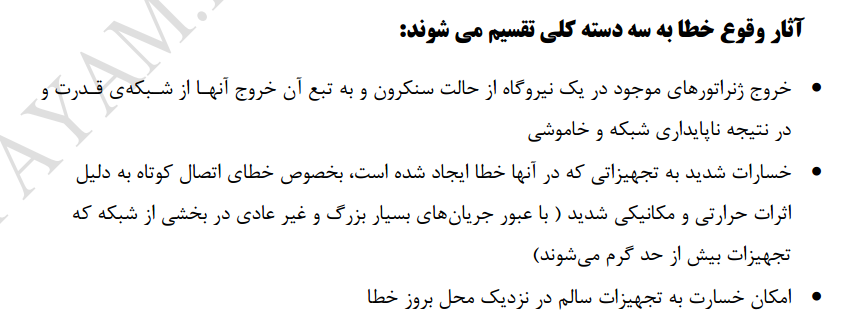 آثار وقوع خطا به سه دسته کلی تقسیم می شوند:
• خروج ژنراتورهای موجود در یک نیروگاه از حالت سنکرون و به تبع آن خروج آنهـا از شـبکه‌ی قـدرت و
در نتیجه ناپایداری شبکه و خاموشی
• خسارات شدید به تجهیزاتی که در آنها خطا ایجاد شده است، بخصوص خطای اتصال کوتاه به دلیل
اثرات حرارتی و مکانیکی شدید ( با عبور جریان‌های بسیار بزرگ و غیر عادی در بخشی از شبکه که
تجهیزات بیش از حد گرم می‌شوند)
• امکان خسارت به تجهیزات سالم در نزدیک محل بروز خطا
AYAM.